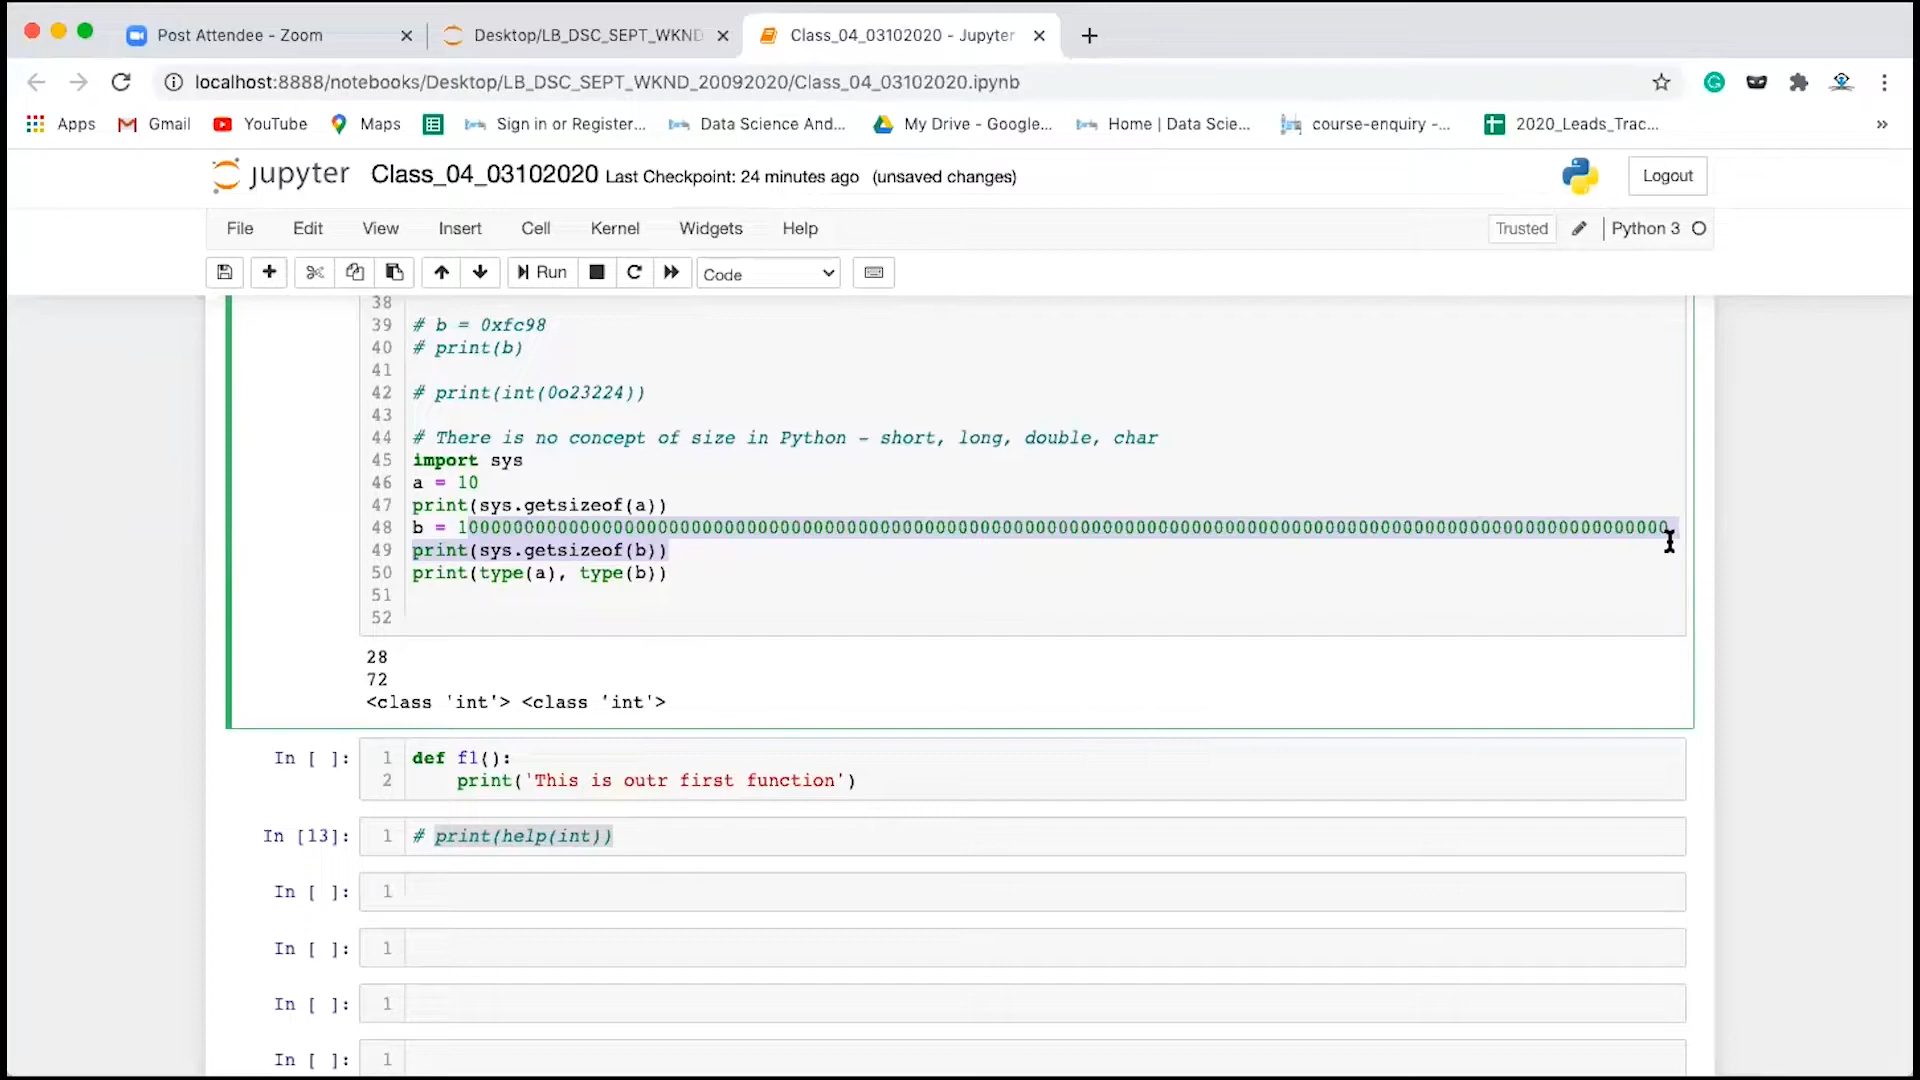 Post Attendee - Zoom
Desktop/LB_DSC_SEPT_WKND
Class_04_03102020 - Jupyter
localhost:8888/notebooks/Desktop/LB_DSC_SEPT_WKND_20092020/Class_04_03102020.ipynb
Apps Gmail YouTube Maps Sign in or Register... Data Science And... My Drive - Google... Home | Data Scie... course-enquiry -... 2020_Leads_Trac... »
jupyter Class_04_03102020 Last Checkpoint: 24 minutes ago (unsaved changes) Logout
File Edit View Insert Cell Kernel Widgets Help Trusted Python 3
Run Code
38
39 # b = 0xfc98
40 # print(b)
41
42 # print(int(0o23224))
43
44 # There is no concept of size in Python - short, long, double, char
45 import sys
46 a = 10
47 print(sys.getsizeof(a))
48 b = 1000000000000000000000000000000000000000000000000000000000000000000000000000000000000000000000000000000000000
49 print(sys.getsizeof(b))
50 print(type(a), type(b))
51
52
28
72
<class 'int'> <class 'int'>
In [ ]: 1 def f1():
2 print('This is outr first function')
In [13]: 1 # print(help(int))
In [ ]: 1
In [ ]: 1
In [ ]: 1
In [ ]: 1